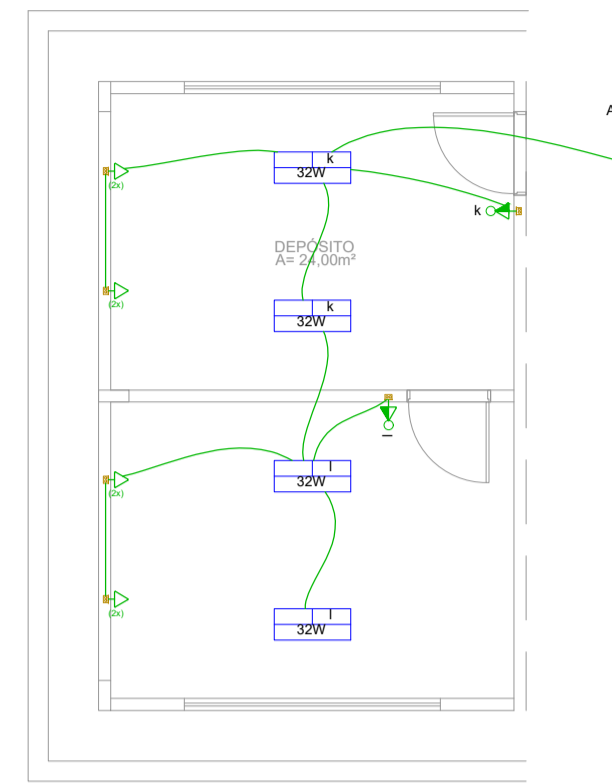 A
k
32W
(2x)
k
DEPÓSITO
A= 24,00m²
(2x)
k
32W
l
l
32W
(2x)
(2x)
l
32W